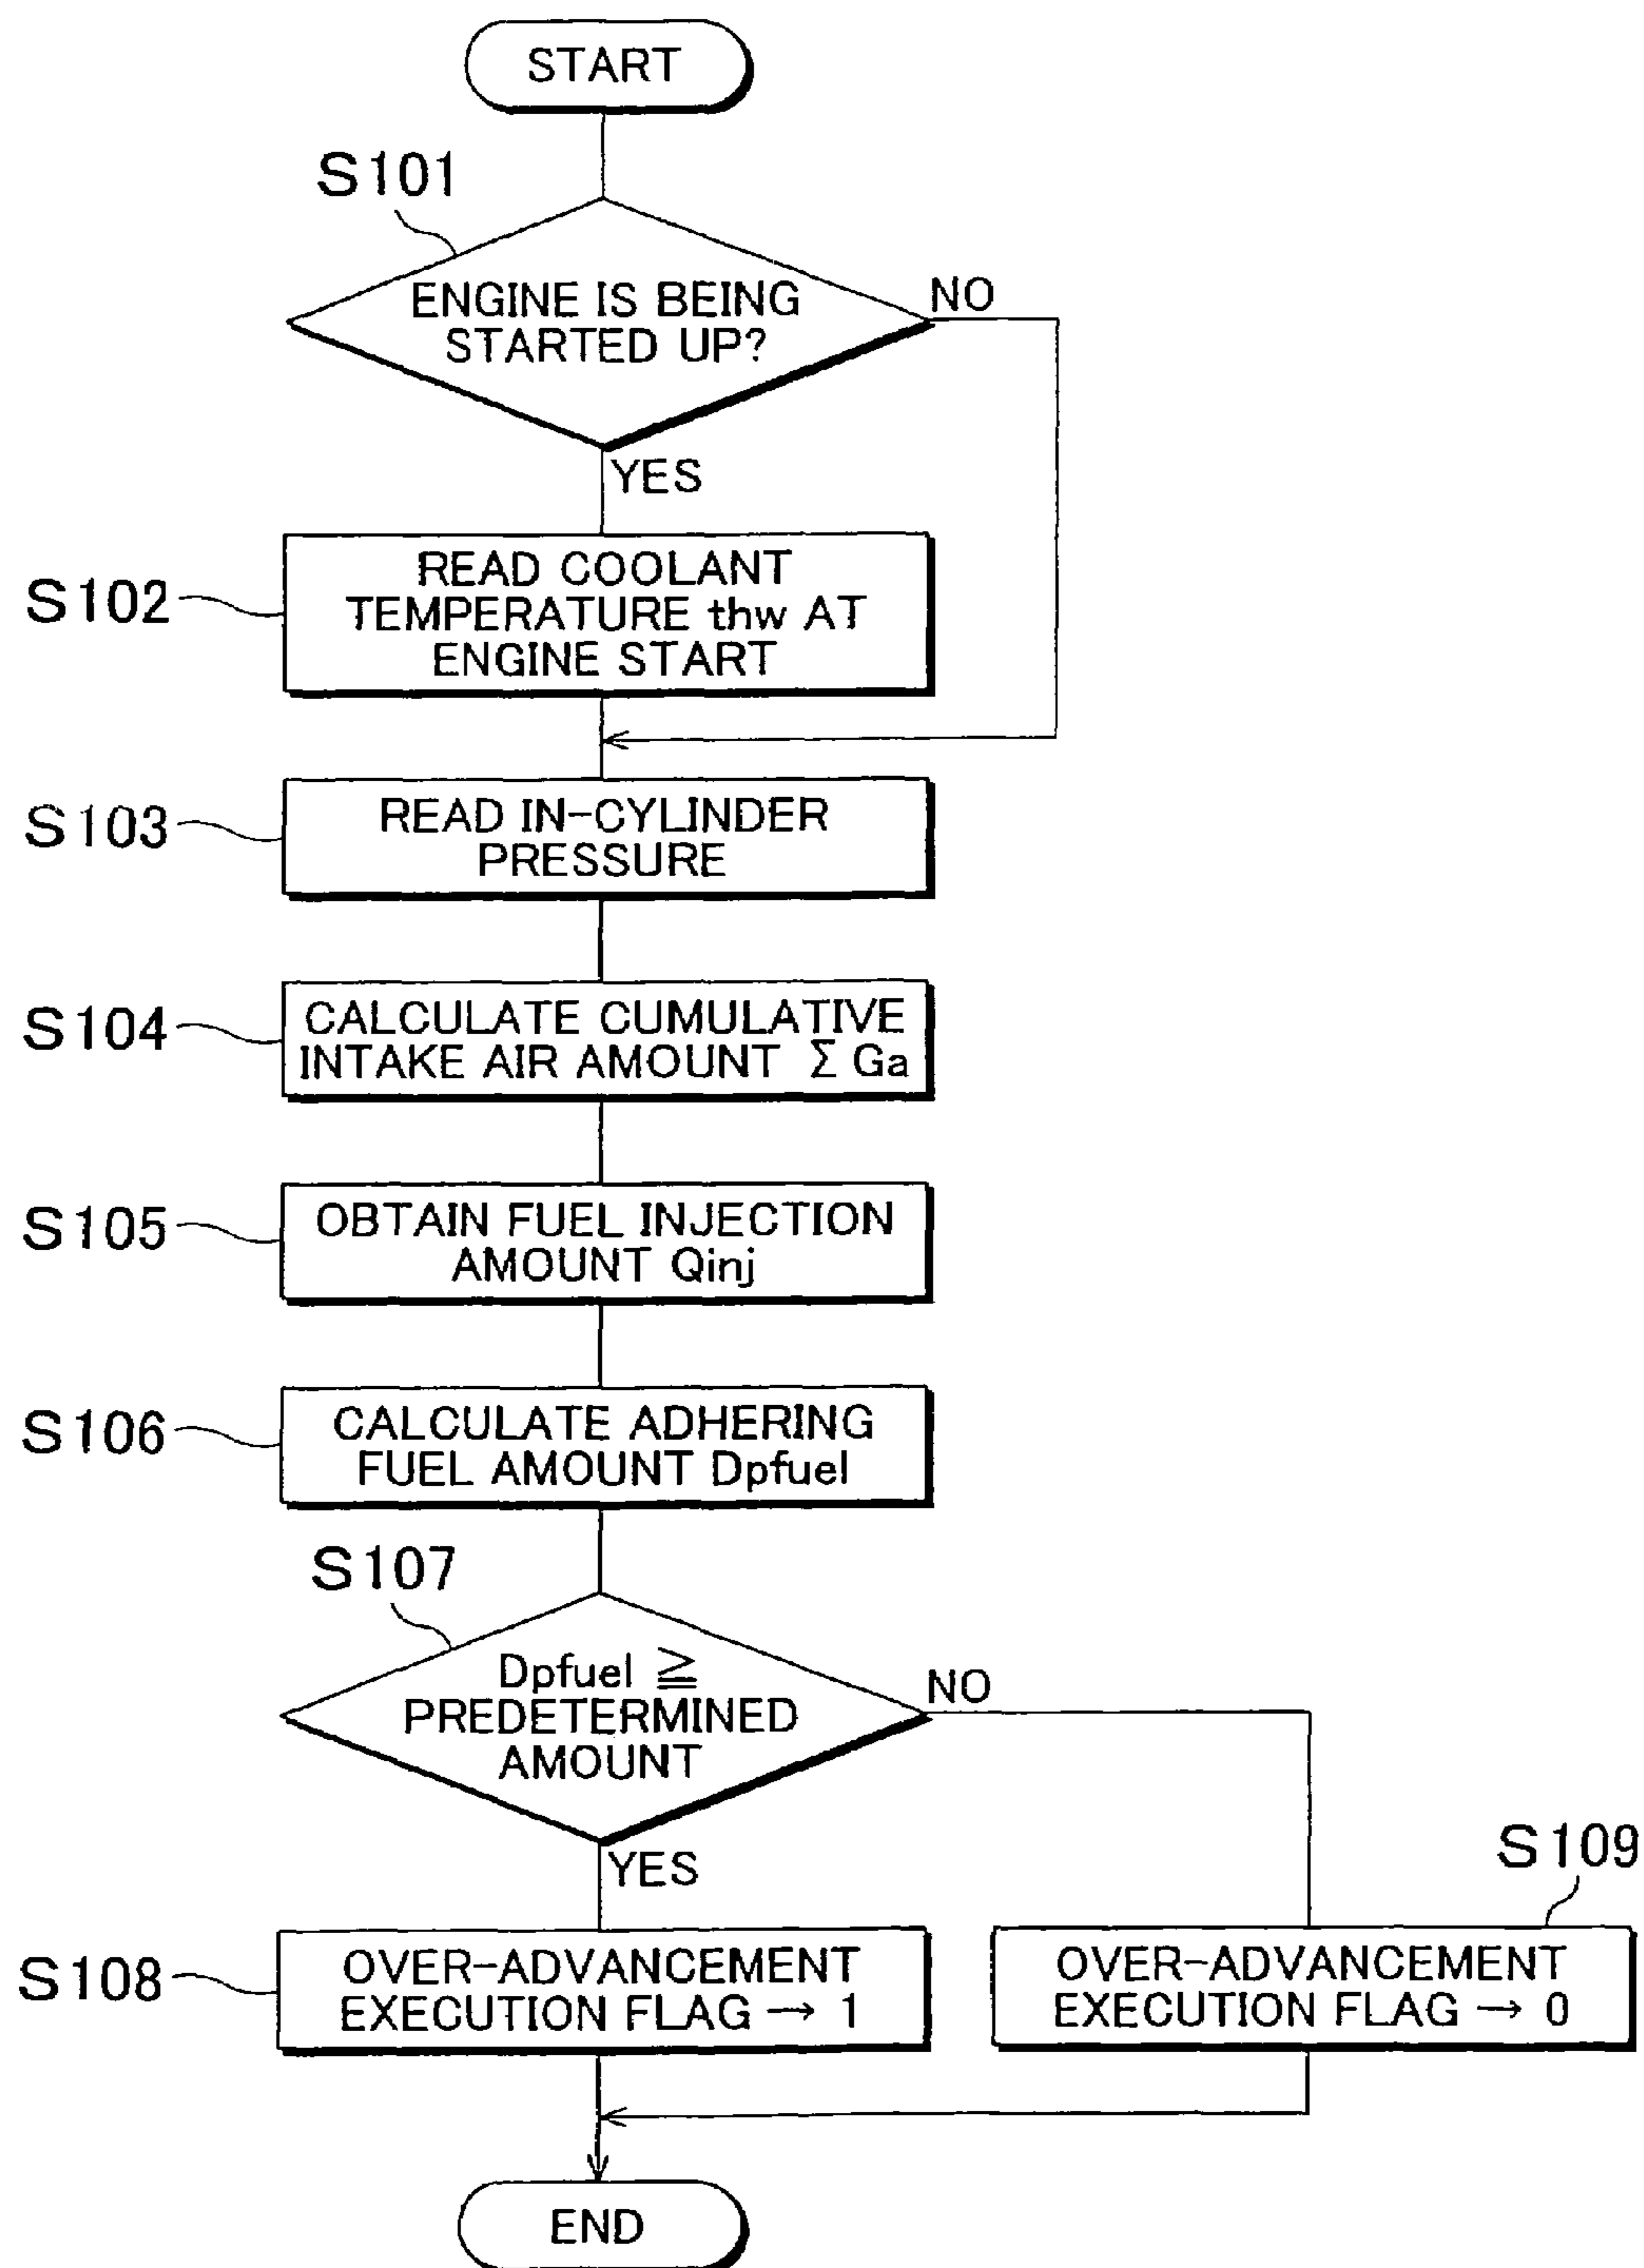 START
S101
ENGINE IS BEING
STARTED UP?
NO
YES
S102
READ COOLANT
TEMPERATURE thw AT
ENGINE START
S103
READ IN-CYLINDER
PRESSURE
S104
CALCULATE CUMULATIVE
INTAKE AIR AMOUNT Σ Ga
S105
OBTAIN FUEL INJECTION
AMOUNT Qinj
S106
CALCULATE ADHERING
FUEL AMOUNT Dpfuel
S107
Dpfuel ≧
PREDETERMINED
AMOUNT
NO
YES
S108
OVER-ADVANCEMENT
EXECUTION FLAG → 1
S109
OVER-ADVANCEMENT
EXECUTION FLAG → 0
END